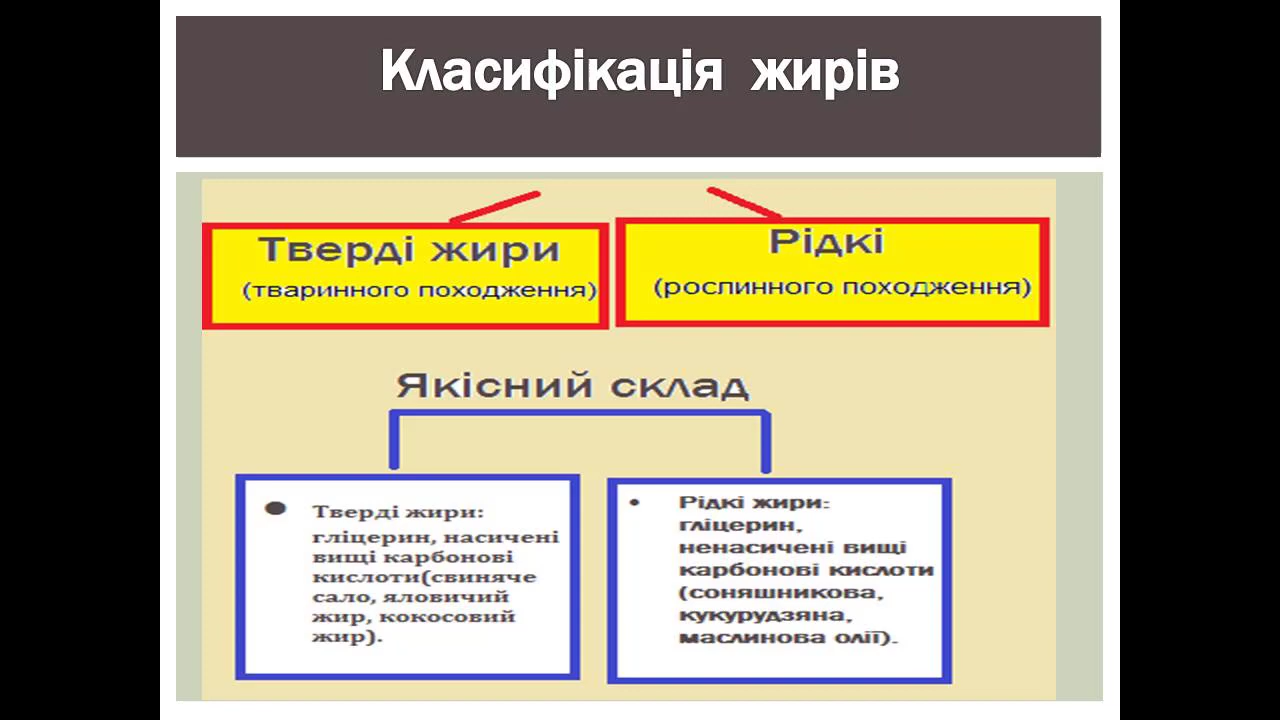 Класифікація жирів
Тверді жири
(тваринного походження)
Рідкі
(рослинного походження)
Якісний склад
• Тверді жири:
гліцерин, насичені
вищі карбонові
кислоти(свиняче
сало, яловичий
жир, кокосовий
жир).
• Рідкі жири:
гліцерин,
ненасичені вищі
карбонові кислоти
(соняшникова,
кукурудзяна,
маслинова олії).